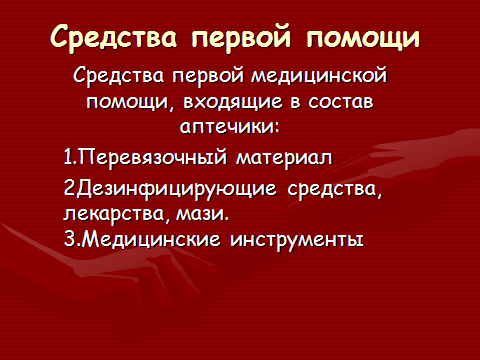 Средства первой помощи
Средства первой медицинской
помощи, входящие в состав
аптечики:
1.Перевязочный материал
2Дезинфицирующие средства,
лекарства, мази.
3.Медицинские инструменты